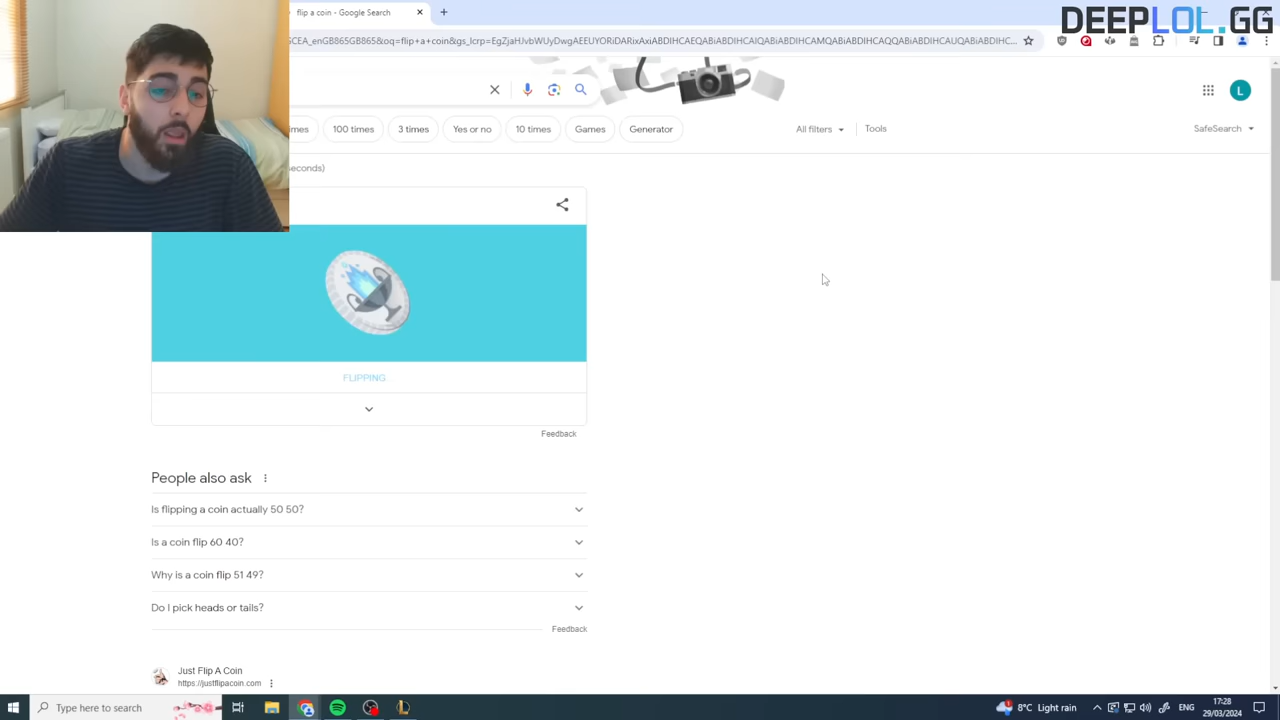 flip a coin - Google Search
DEEPLOL.GG
100 times
3 times
Yes or no
10 times
Games
Generator
All filters
Tools
SafeSearch
L
seconds)
FLIPPING
Feedback
People also ask
Is flipping a coin actually 50 50?
Is a coin flip 60 40?
Why is a coin flip 51 49?
Do I pick heads or tails?
Feedback
Just Flip A Coin
https://justflipacoin.com
Type here to search
8°C Light rain
17:28
29/03/2024